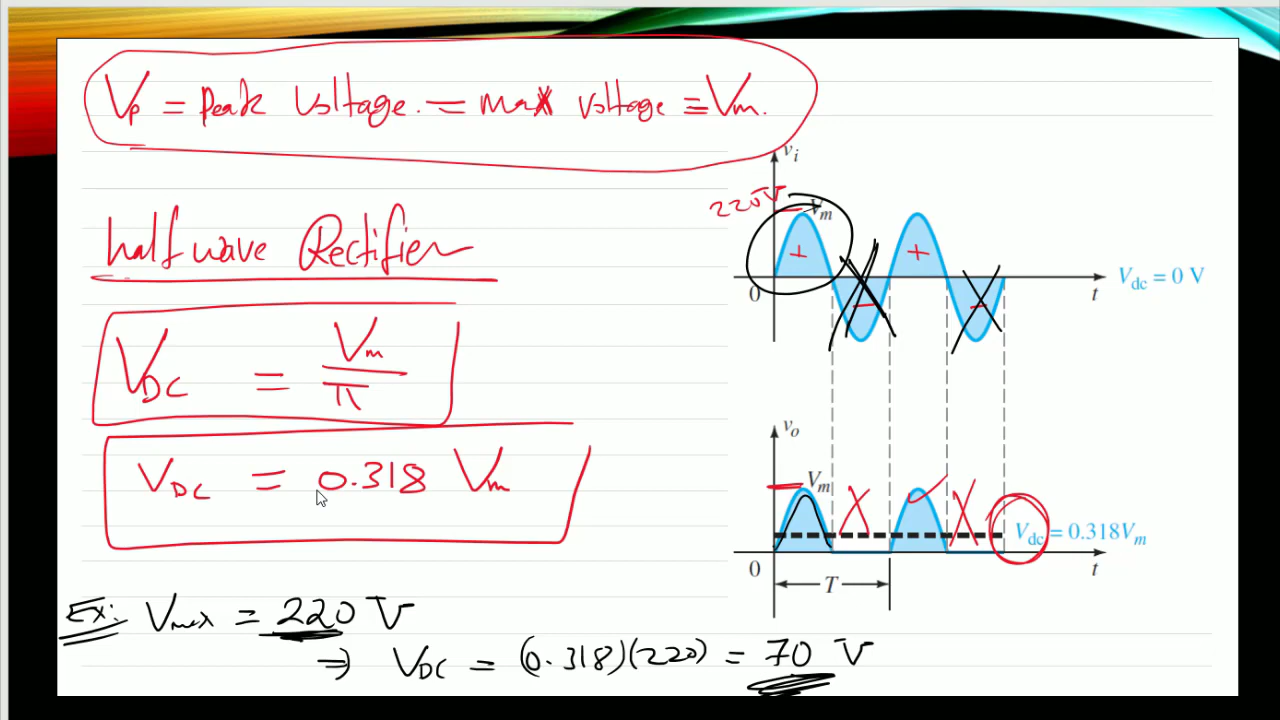 Vp = Peak Voltage. = max voltage = Vm.
half wave Rectifier
VDC = Vm / π
VDC = 0.318 Vm
Ex: Vmax = 220 V
⇒ VDC = (0.318)(220) = 70 V
vi
220V
Vm
+ +
0
t
Vdc = 0 V
− −
vo
Vm
Vdc = 0.318Vm
0
t
T